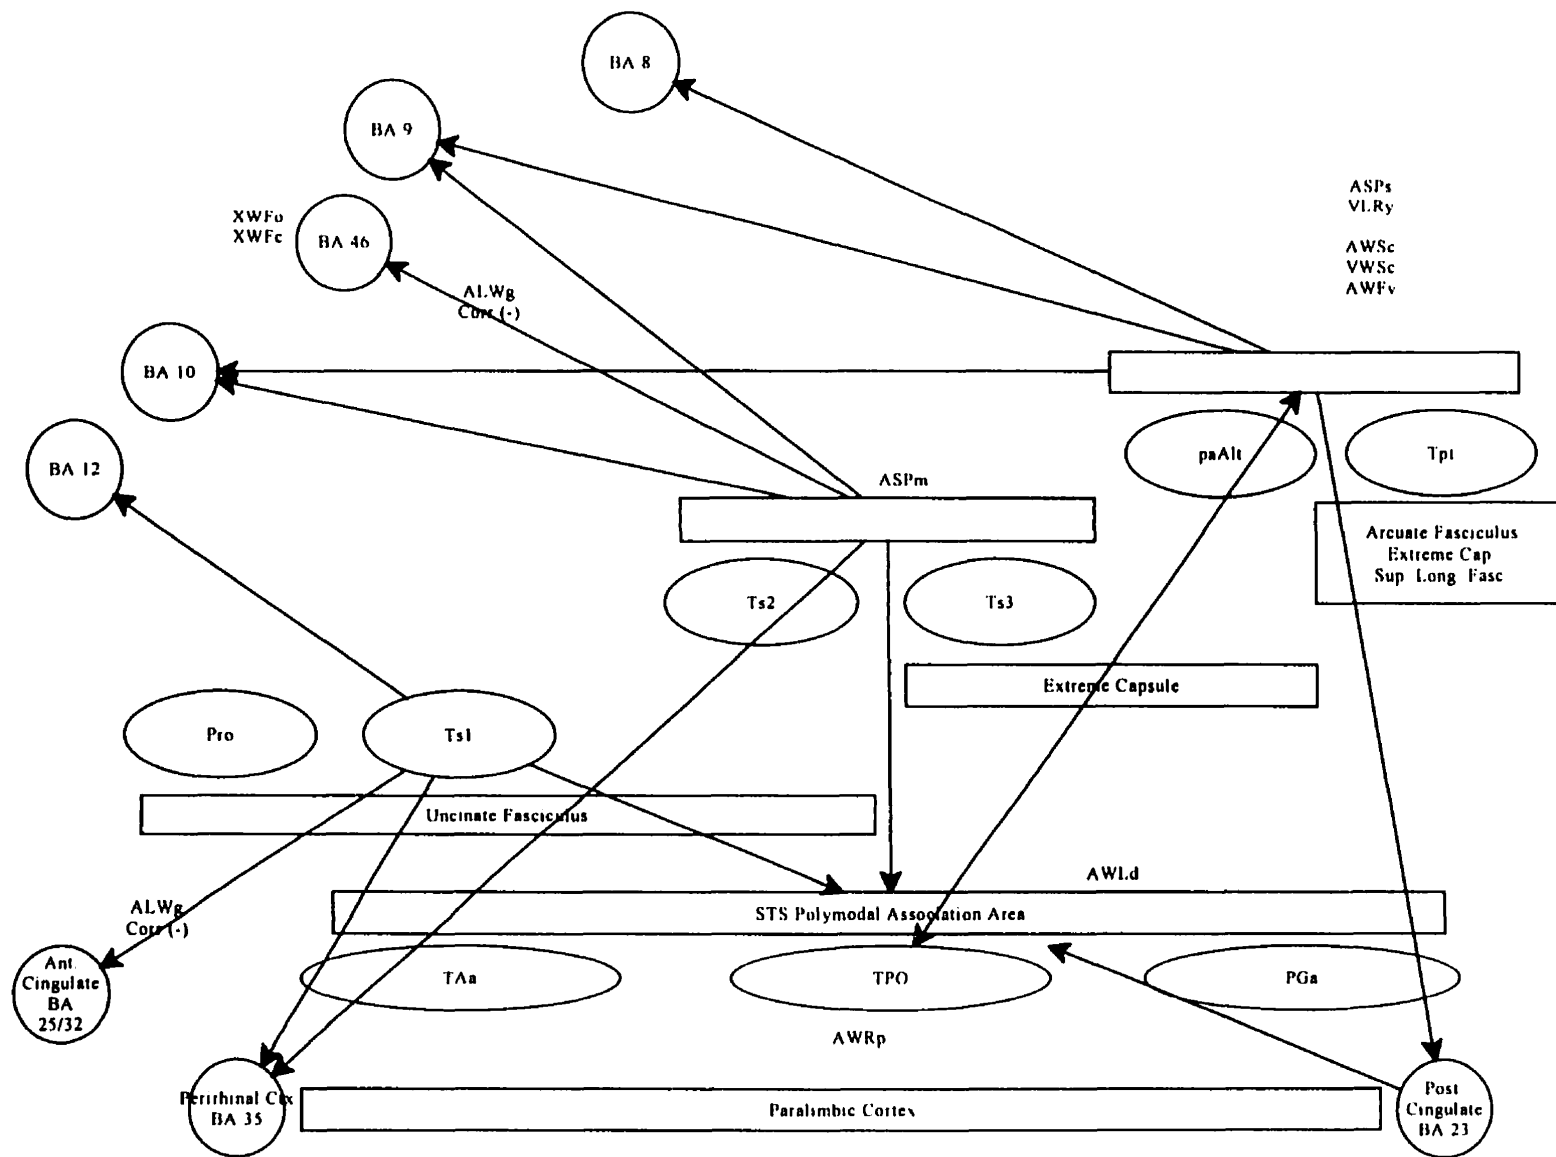 BA 8
BA 9
ASPs
VLRy
XWFo
XWFc
BA 46
AWSc
VWSc
AWFv
ALWg
Corr (-)
BA 10
BA 12
paAlt
Tpt
ASPm
Arcuate Fasciculus
Extreme Cap
Sup Long Fasc
Ts2
Ts3
Extreme Capsule
Pro
Ts1
Uncinate Fasciculus
AWLd
STS Polymodal Association Area
ALWg
Corr (-)
Ant.
Cingulate
BA
25/32
TAa
TPO
PGa
AWRp
Perirhinal Ctx
BA 35
Paralimbic Cortex
Post
Cingulate
BA 23